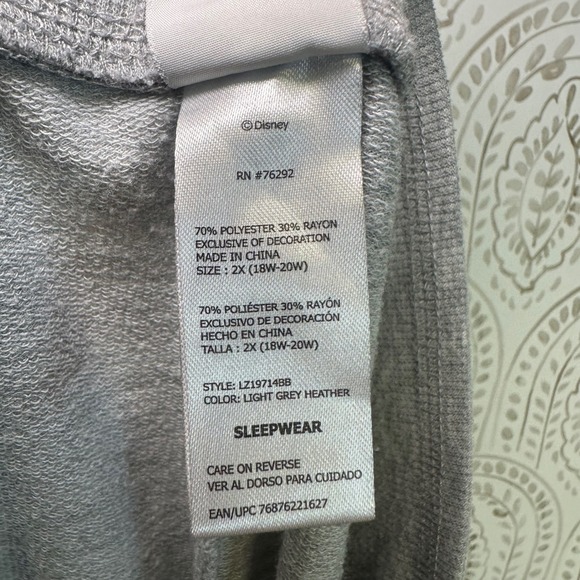 ©Disney
RN #76292
70% POLYESTER 30% RAYON
EXCLUSIVE OF DECORATION
MADE IN CHINA
SIZE : 2X (18W-20W)
70% POLIÉSTER 30% RAYÓN
EXCLUSIVO DE DECORACIÓN
HECHO EN CHINA
TALLA : 2X (18W-20W)
STYLE: LZ19714BB
COLOR: LIGHT GREY HEATHER
SLEEPWEAR
CARE ON REVERSE
VER AL DORSO PARA CUIDADO
EAN/UPC 76876221627